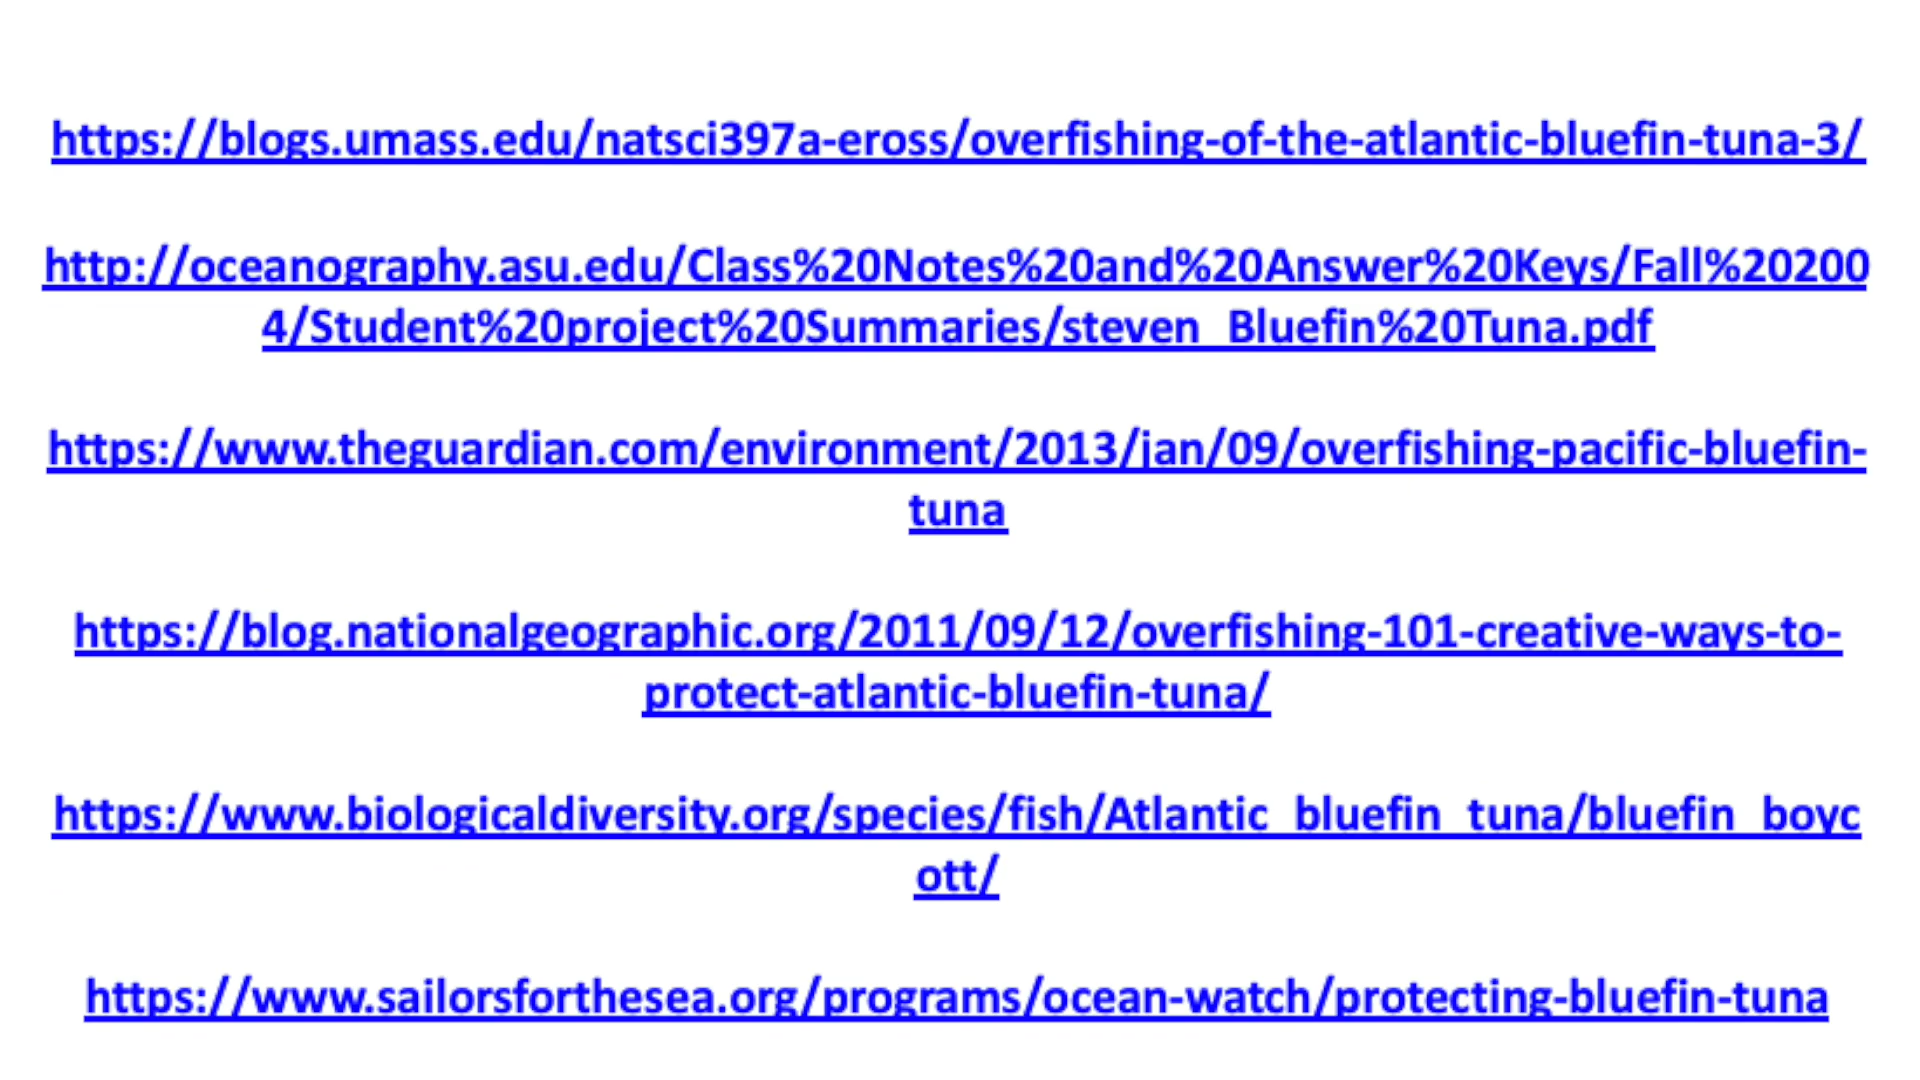 https://blogs.umass.edu/natsci397a-eross/overfishing-of-the-atlantic-bluefin-tuna-3/
http://oceanography.asu.edu/Class%20Notes%20and%20Answer%20Keys/Fall%20200
4/Student%20project%20Summaries/steven_Bluefin%20Tuna.pdf
https://www.theguardian.com/environment/2013/jan/09/overfishing-pacific-bluefin-
tuna
https://blog.nationalgeographic.org/2011/09/12/overfishing-101-creative-ways-to-
protect-atlantic-bluefin-tuna/
https://www.biologicaldiversity.org/species/fish/Atlantic_bluefin_tuna/bluefin_boyc
ott/
https://www.sailorsforthesea.org/programs/ocean-watch/protecting-bluefin-tuna